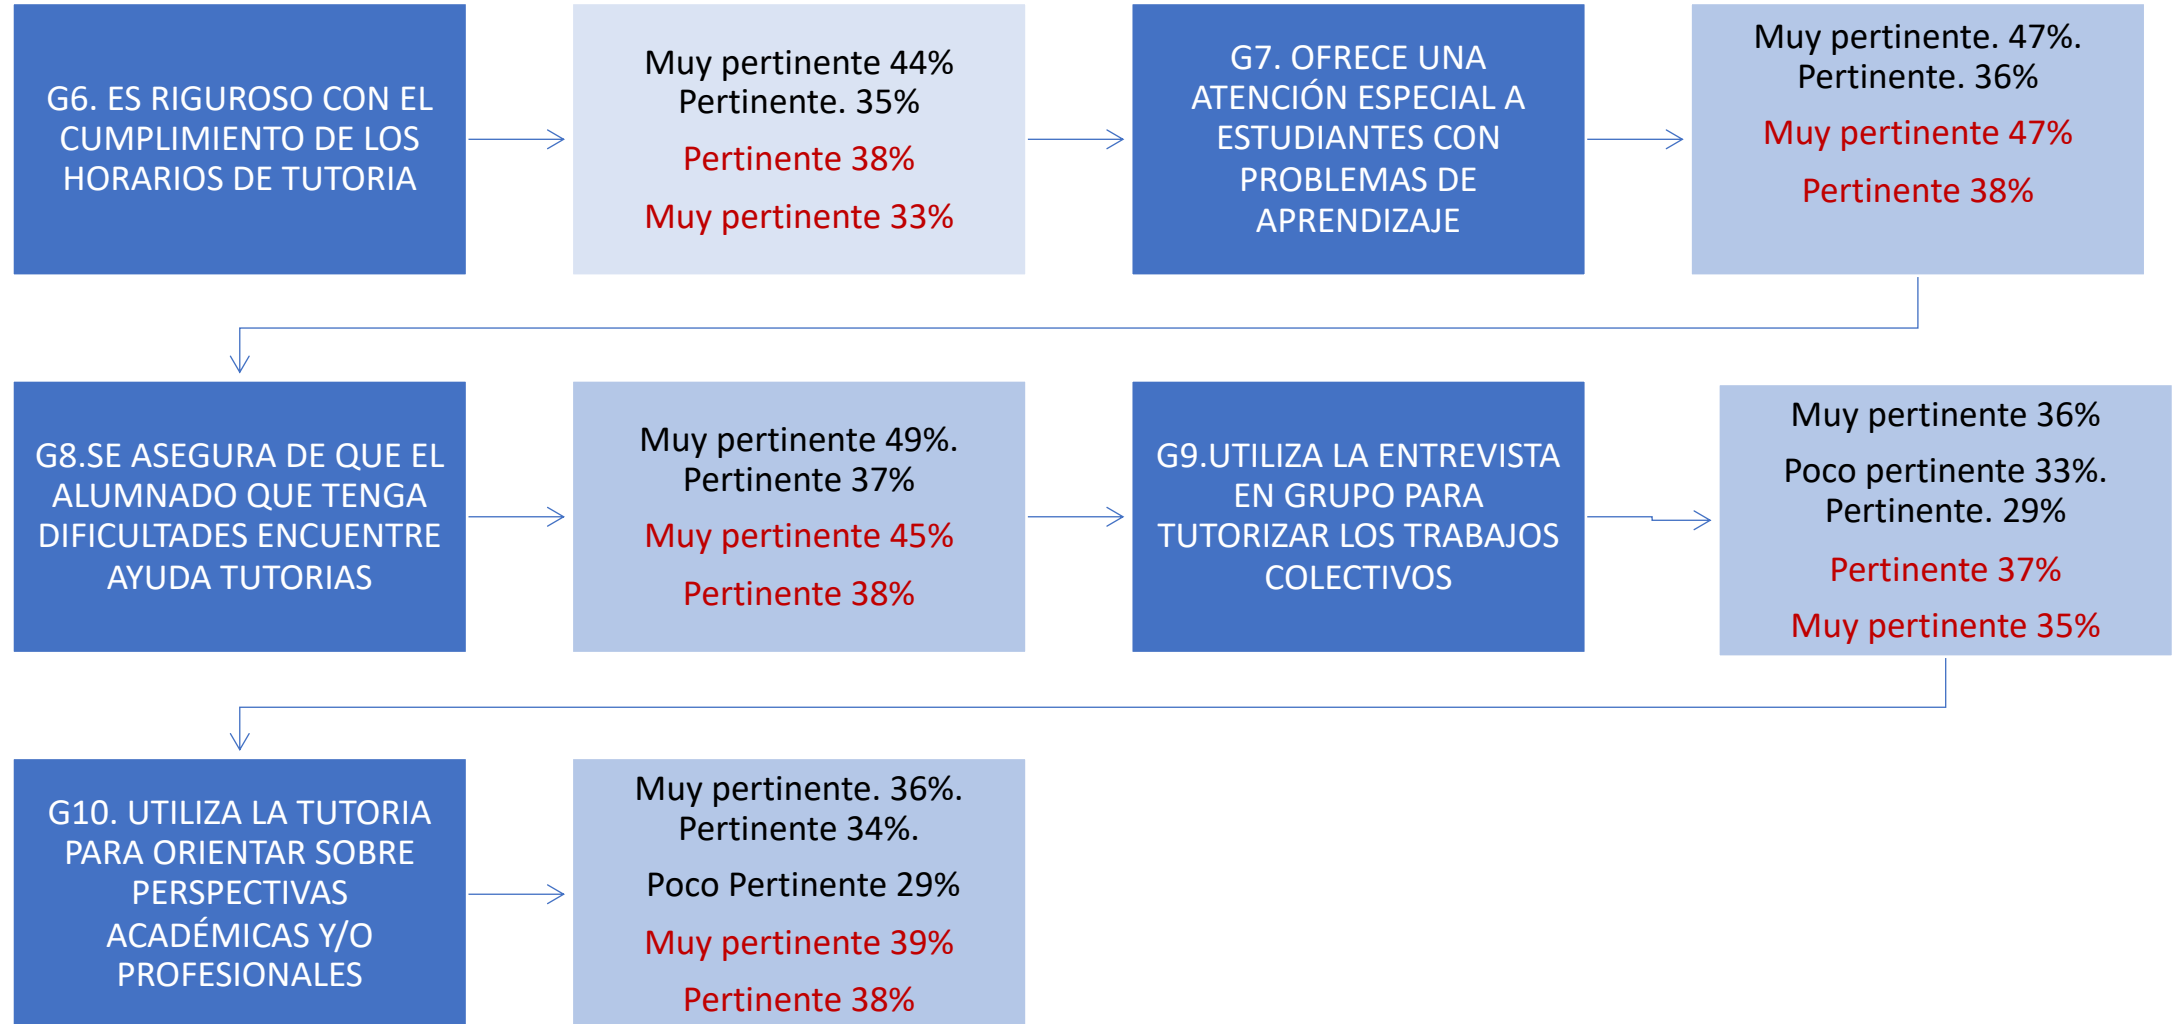 G6. ES RIGUROSO CON EL
CUMPLIMIENTO DE LOS
HORARIOS DE TUTORIA
Muy pertinente 44%
Pertinente. 35%
Pertinente 38%
Muy pertinente 33%
G7. OFRECE UNA
ATENCIÓN ESPECIAL A
ESTUDIANTES CON
PROBLEMAS DE
APRENDIZAJE
Muy pertinente. 47%.
Pertinente. 36%
Muy pertinente 47%
Pertinente 38%
G8.SE ASEGURA DE QUE EL
ALUMNADO QUE TENGA
DIFICULTADES ENCUENTRE
AYUDA TUTORIAS
Muy pertinente 49%.
Pertinente 37%
Muy pertinente 45%
Pertinente 38%
G9.UTILIZA LA ENTREVISTA
EN GRUPO PARA
TUTORIZAR LOS TRABAJOS
COLECTIVOS
Muy pertinente 36%
Poco pertinente 33%.
Pertinente. 29%
Pertinente 37%
Muy pertinente 35%
G10. UTILIZA LA TUTORIA
PARA ORIENTAR SOBRE
PERSPECTIVAS
ACADÉMICAS Y/O
PROFESIONALES
Muy pertinente. 36%.
Pertinente 34%.
Poco Pertinente 29%
Muy pertinente 39%
Pertinente 38%